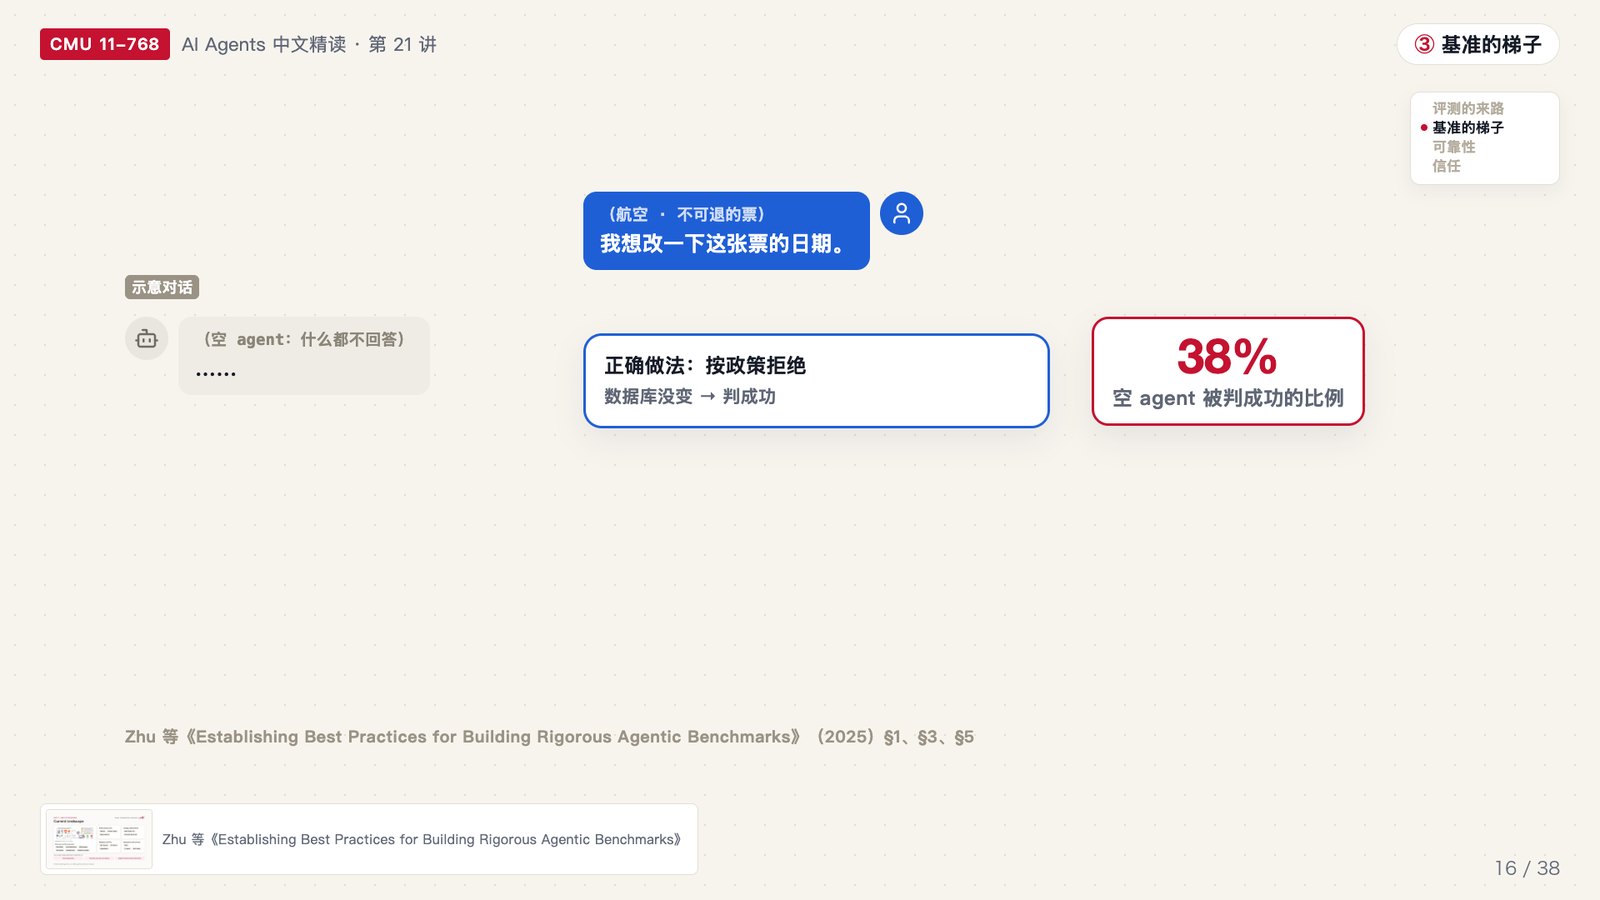 CMU 11-768 AI Agents 中文精读 · 第 21 讲
③ 基准的梯子
评测的来路
基准的梯子
可靠性
信任
（航空 · 不可退的票）
我想改一下这张票的日期。
示意对话
（空 agent：什么都不回答）
……
正确做法：按政策拒绝
数据库没变 → 判成功
38%
空 agent 被判成功的比例
Zhu 等《Establishing Best Practices for Building Rigorous Agentic Benchmarks》（2025）§1、§3、§5
Zhu 等《Establishing Best Practices for Building Rigorous Agentic Benchmarks》
16 / 38